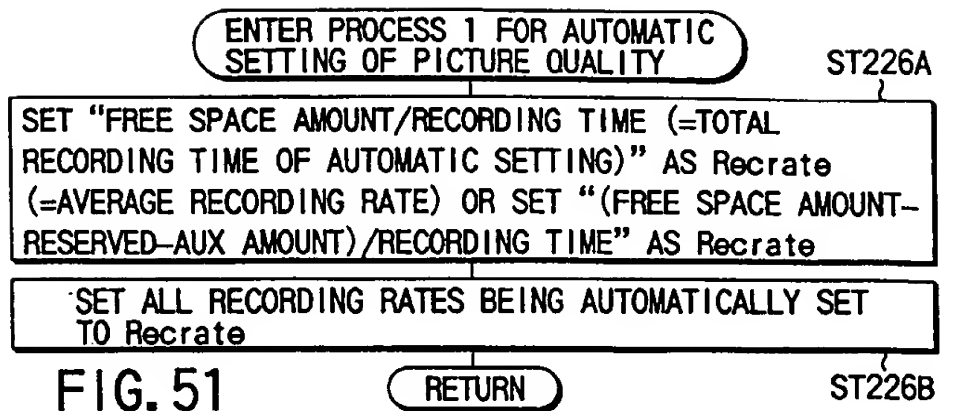 ENTER PROCESS 1 FOR AUTOMATIC
SETTING OF PICTURE QUALITY
ST226A
SET “FREE SPACE AMOUNT/RECORDING TIME (=TOTAL
RECORDING TIME OF AUTOMATIC SETTING)” AS Recrate
(=AVERAGE RECORDING RATE) OR SET “(FREE SPACE AMOUNT–
RESERVED–AUX AMOUNT)/RECORDING TIME” AS Recrate
SET ALL RECORDING RATES BEING AUTOMATICALLY SET
TO Recrate
FIG. 51
RETURN
ST226B